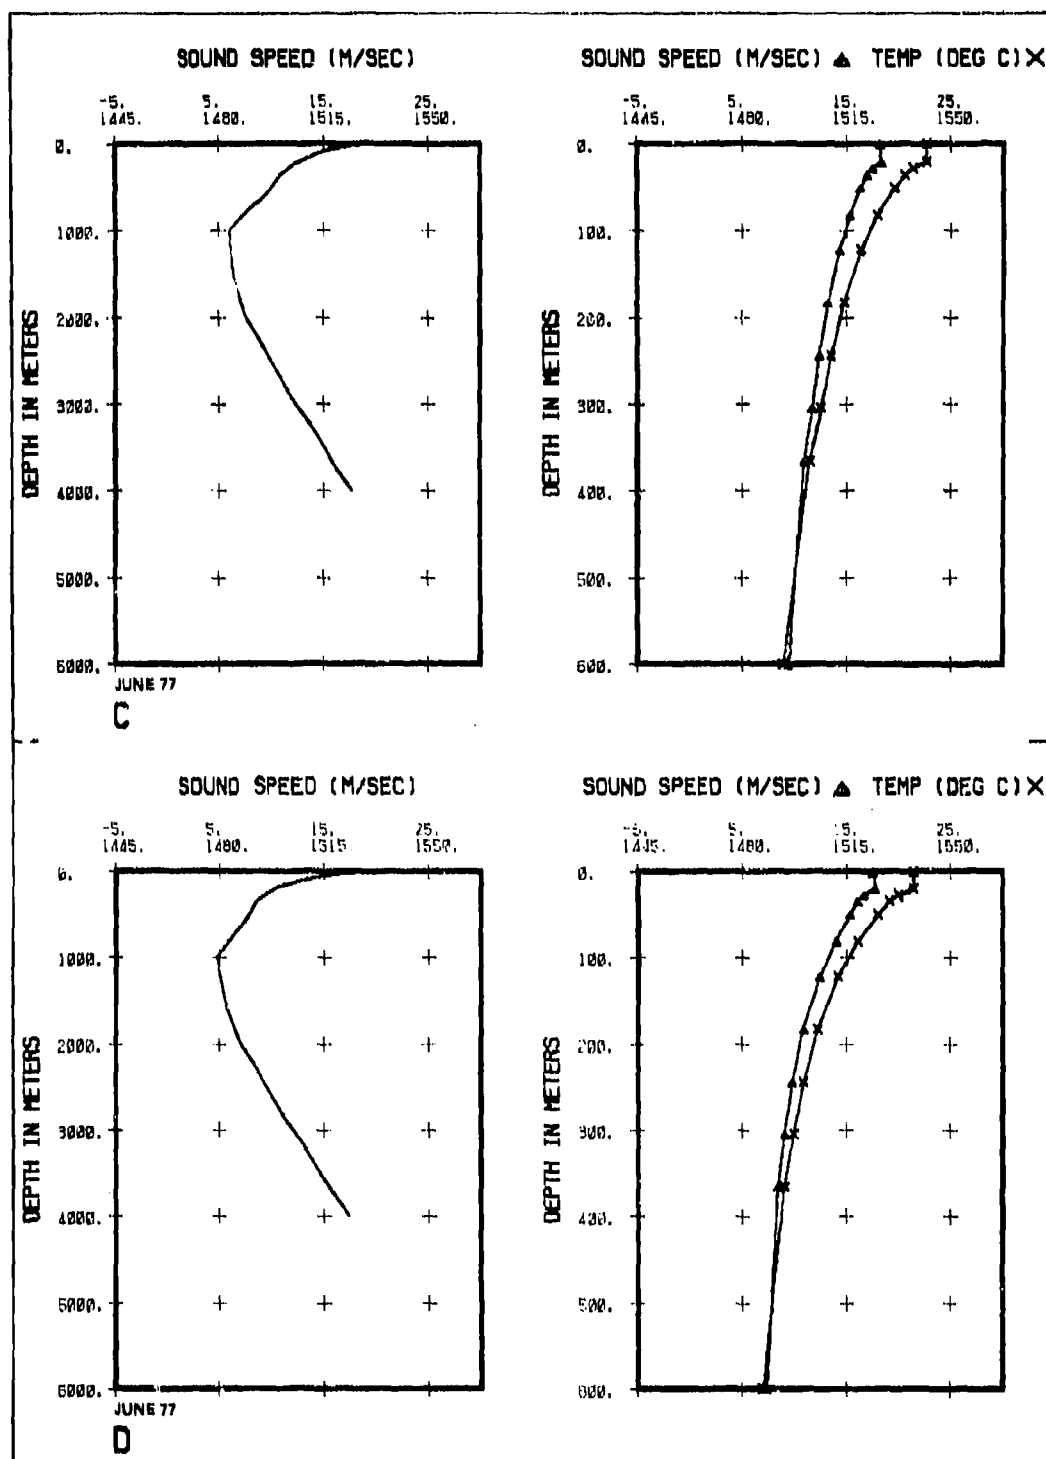 SOUND SPEED (M/SEC)
SOUND SPEED (M/SEC) TEMP (DEG C)
-5. 5. 15. 25.
1445. 1480. 1515. 1550.
-5. 5. 15. 25.
1445. 1480. 1515. 1550.
0.
1000.
2000.
3000.
4000.
5000.
6000.
DEPTH IN METERS
0.
100.
200.
300.
400.
500.
600.
DEPTH IN METERS
JUNE 77
C
SOUND SPEED (M/SEC)
SOUND SPEED (M/SEC) TEMP (DEG C)
-5. 5. 15. 25.
1445. 1480. 1515. 1550.
-5. 5. 15. 25.
1445. 1480. 1515. 1550.
0.
1000.
2000.
3000.
4000.
5000.
6000.
DEPTH IN METERS
0.
100.
200.
300.
400.
500.
600.
DEPTH IN METERS
JUNE 77
D